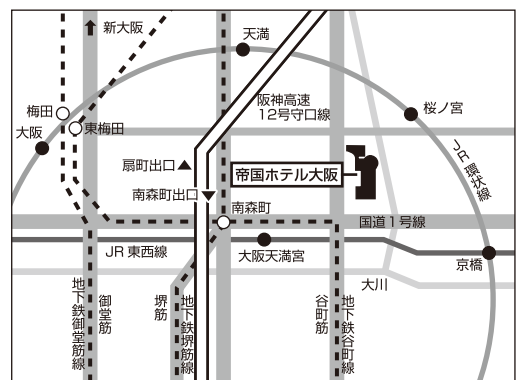 新大阪
天満
阪神高速
12号守口線
梅田
東梅田
大阪
桜ノ宮
JR環状線
扇町出口
帝国ホテル大阪
南森町出口
南森町
国道1号線
JR東西線
大阪天満宮
京橋
大川
地下鉄御堂筋線
御堂筋
堺筋
地下鉄堺筋線
谷町筋
地下鉄谷町線